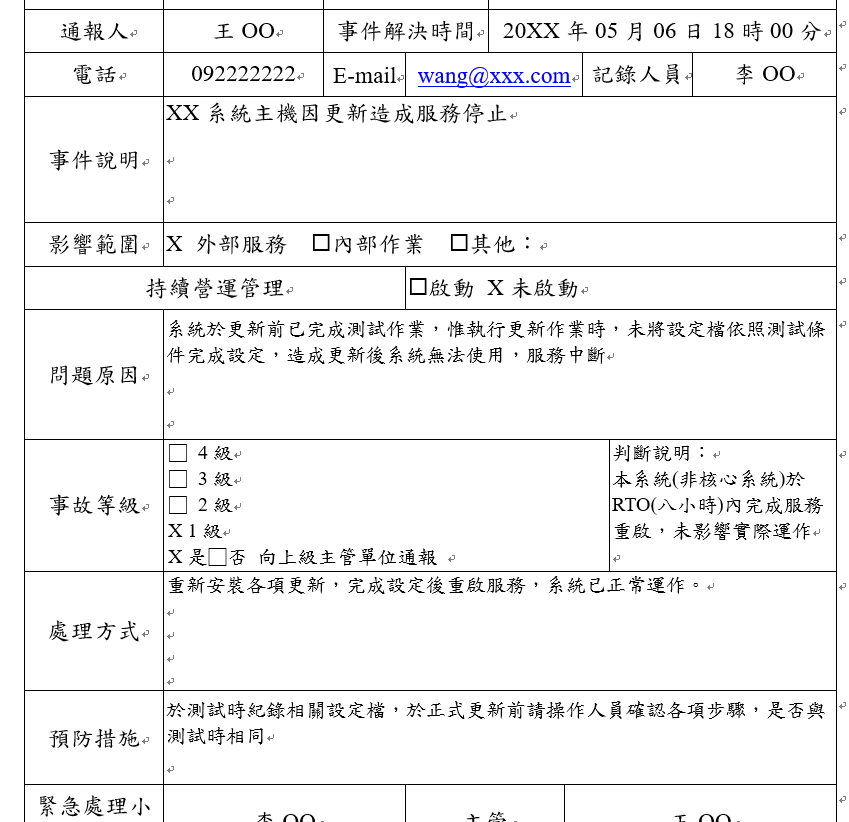 通報人 王 OO 事件解決時間 20XX 年 05 月 06 日 18 時 00 分
電話 092222222 E-mail wang@xxx.com 記錄人員 李 OO
事件說明 XX 系統主機因更新造成服務停止
影響範圍 X 外部服務 □內部作業 □其他：
持續營運管理 □啟動 X 未啟動
問題原因
系統於更新前已完成測試作業，惟執行更新作業時，未將設定檔依照測試條
件完成設定，造成更新後系統無法使用，服務中斷
事故等級
□ 4 級
□ 3 級
□ 2 級
X 1 級
X 是□否 向上級主管單位通報
判斷說明：
本系統(非核心系統)於
RTO(八小時)內完成服務
重啟，未影響實際運作
處理方式 重新安裝各項更新，完成設定後重啟服務，系統已正常運作。
預防措施
於測試時紀錄相關設定檔，於正式更新前請操作人員確認各項步驟，是否與
測試時相同
緊急處理小
李 OO 主管 王 OO